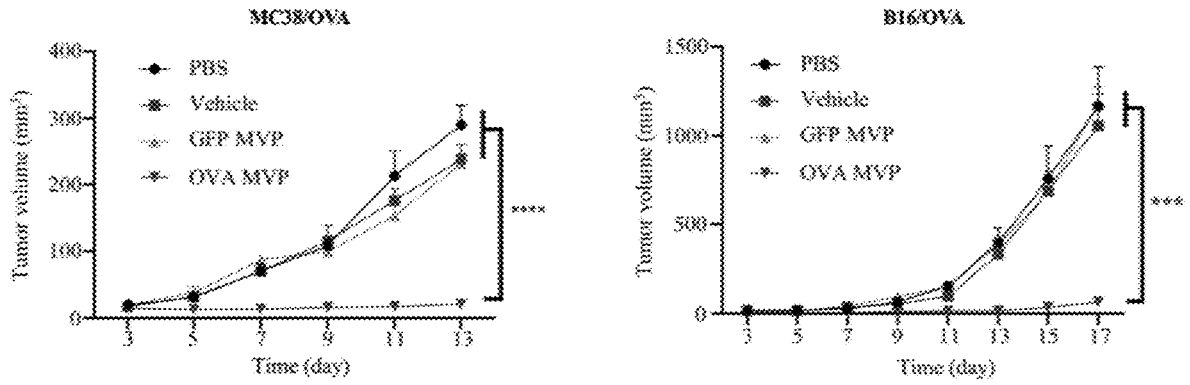 MC38/OVA
Tumor volume (mm³)
400
300
200
100
0
PBS
Vehicle
GFP MVP
OVA MVP
****
3 5 7 9 11 13
Time (day)
B16/OVA
Tumor volume (mm³)
1500
1000
500
0
PBS
Vehicle
GFP MVP
OVA MVP
***
3 5 7 9 11 13 15 17
Time (day)